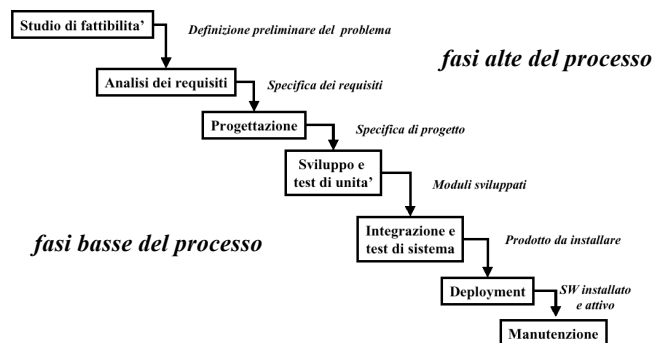 Studio di fattibilita’
Definizione preliminare del problema
fasi alte del processo
Analisi dei requisiti
Specifica dei requisiti
Progettazione
Specifica di progetto
Sviluppo e
test di unita’
Moduli sviluppati
fasi basse del processo
Integrazione e
test di sistema
Prodotto da installare
Deployment
SW installato
e attivo
Manutenzione